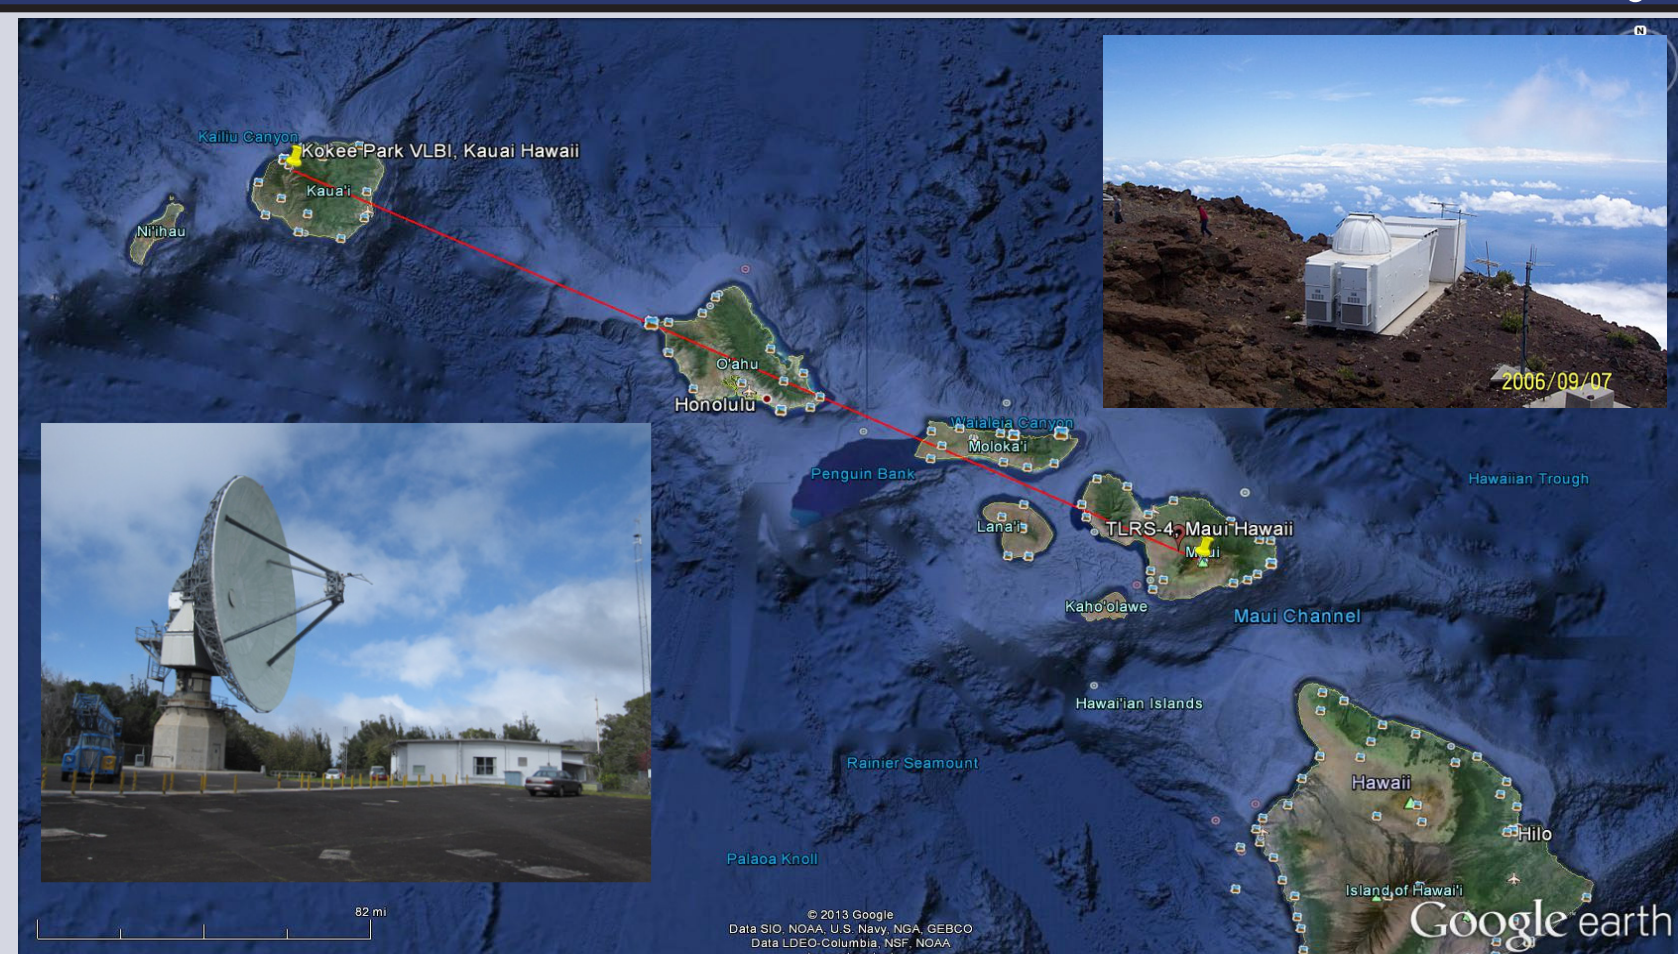 N
Kailiu Canyon
Kokee Park VLBI, Kauai Hawaii
Kaua'i
Ni'ihau
2006/09/07
O'ahu
Honolulu
Waialeia Canyon
Moloka'i
Penguin Bank
Hawaiian Trough
Lana'i
TLRS-4, Maui Hawaii
Maui
Kaho'olawe
Maui Channel
Hawai'ian Islands
Rainier Seamount
Hawaii
Hilo
Palaoa Knoll
Island of Hawai'i
82 mi
© 2013 Google
Data SIO, NOAA, U.S. Navy, NGA, GEBCO
Data LDEO-Columbia, NSF, NOAA
Google earth